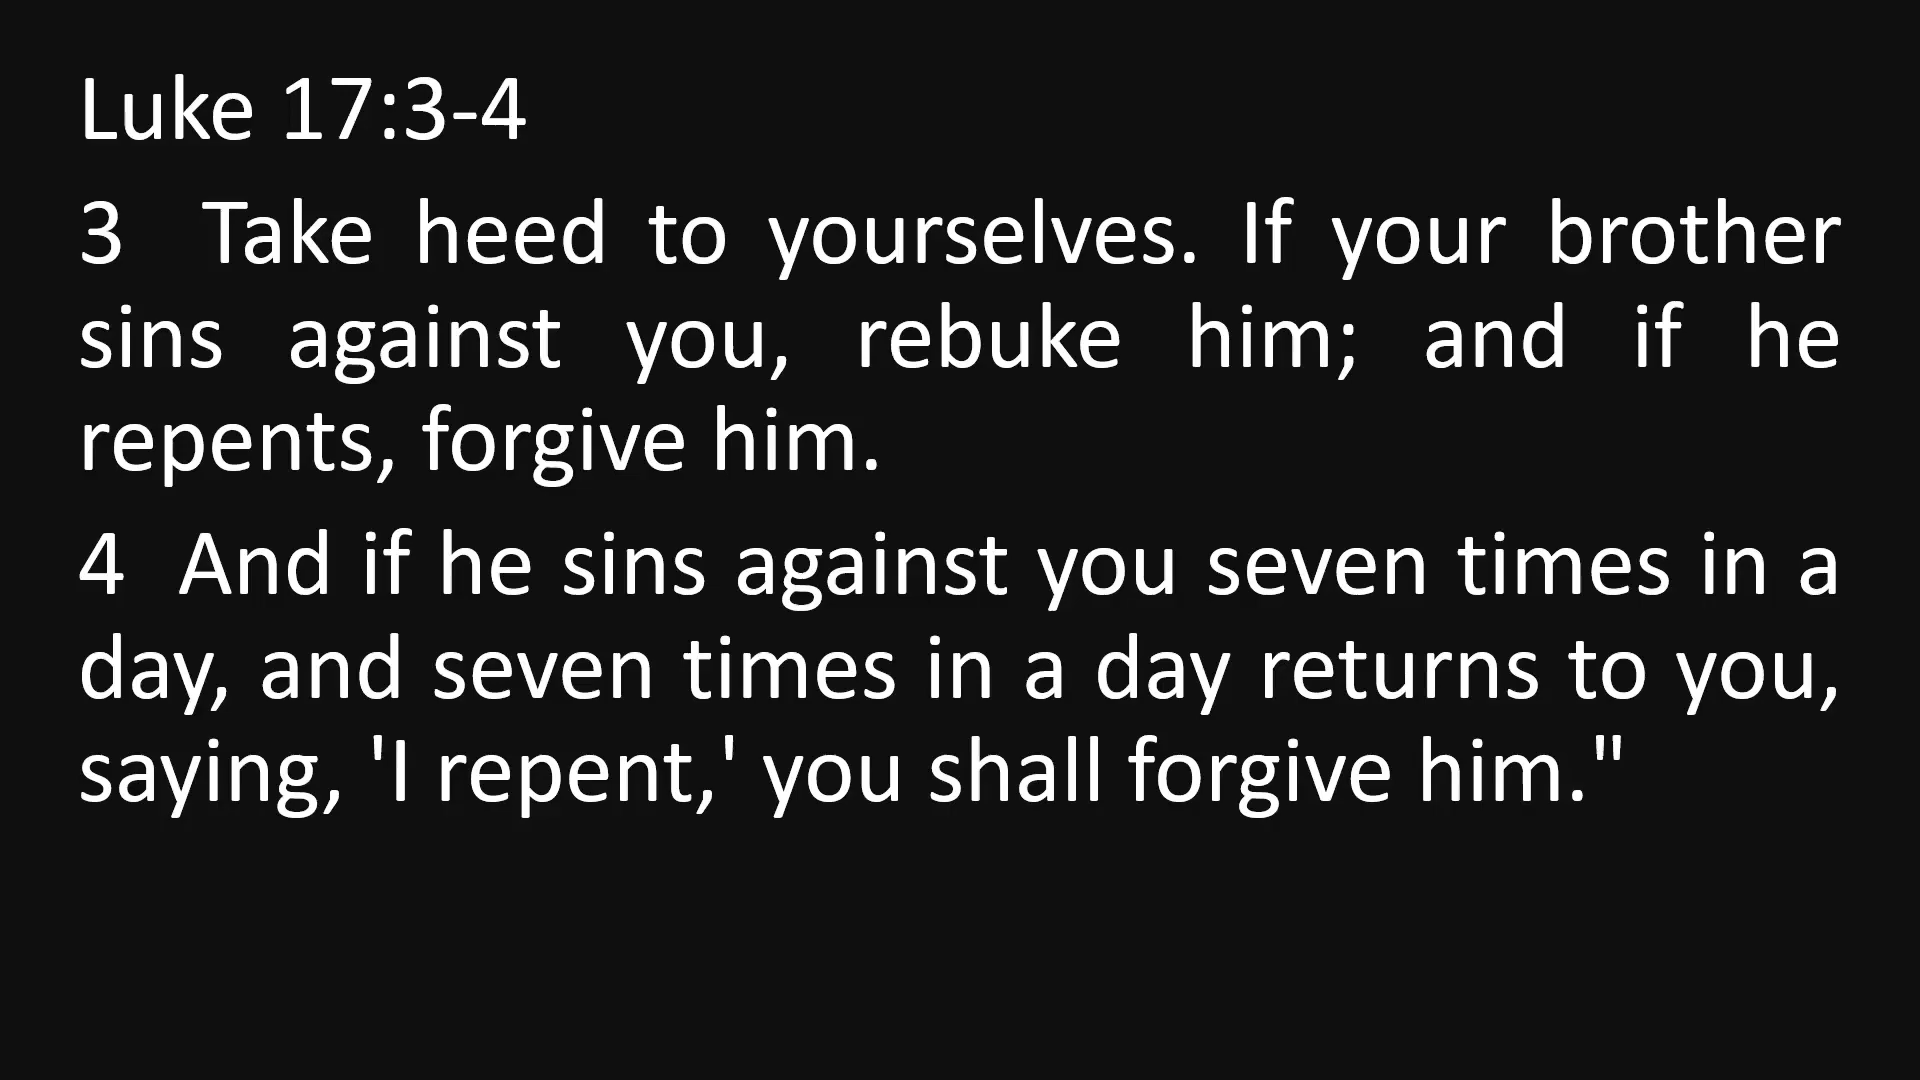 Luke 17:3-4
3 Take heed to yourselves. If your brother
sins against you, rebuke him; and if he
repents, forgive him.
4 And if he sins against you seven times in a
day, and seven times in a day returns to you,
saying, 'I repent,' you shall forgive him."